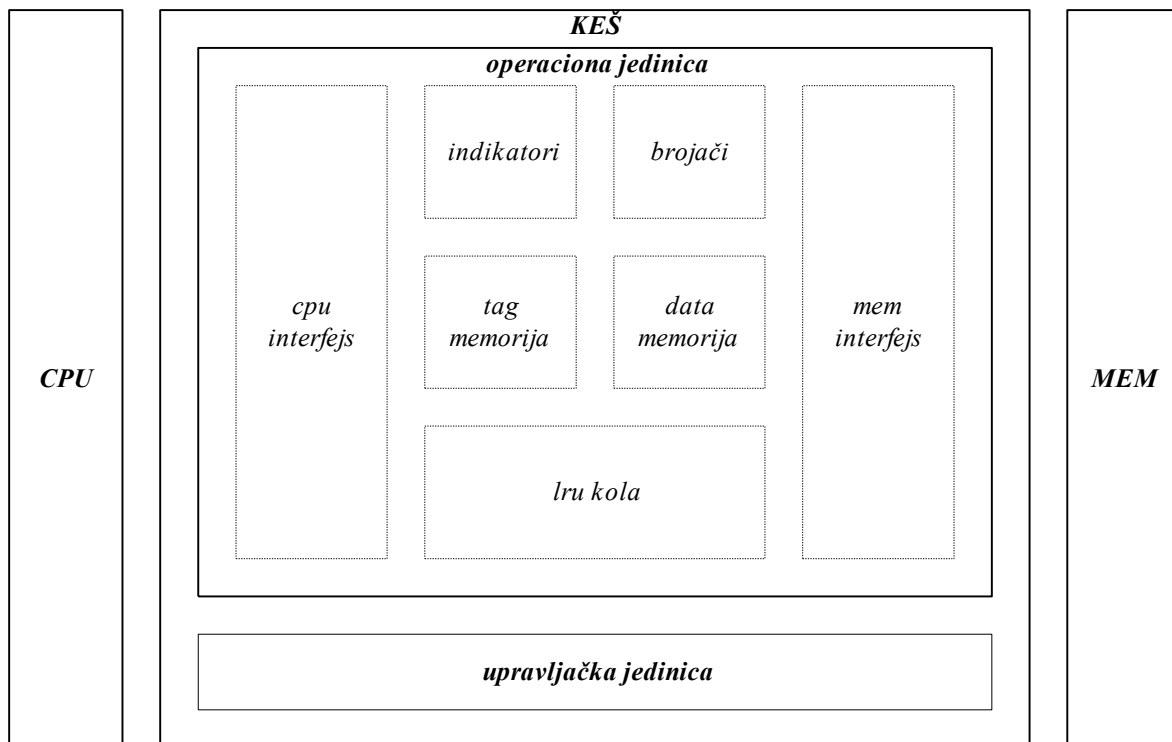 KEŠ
operaciona jedinica
indikatori
brojači
cpu
interfejs
tag
memorija
data
memorija
mem
interfejs
CPU
MEM
lru kola
upravljačka jedinica